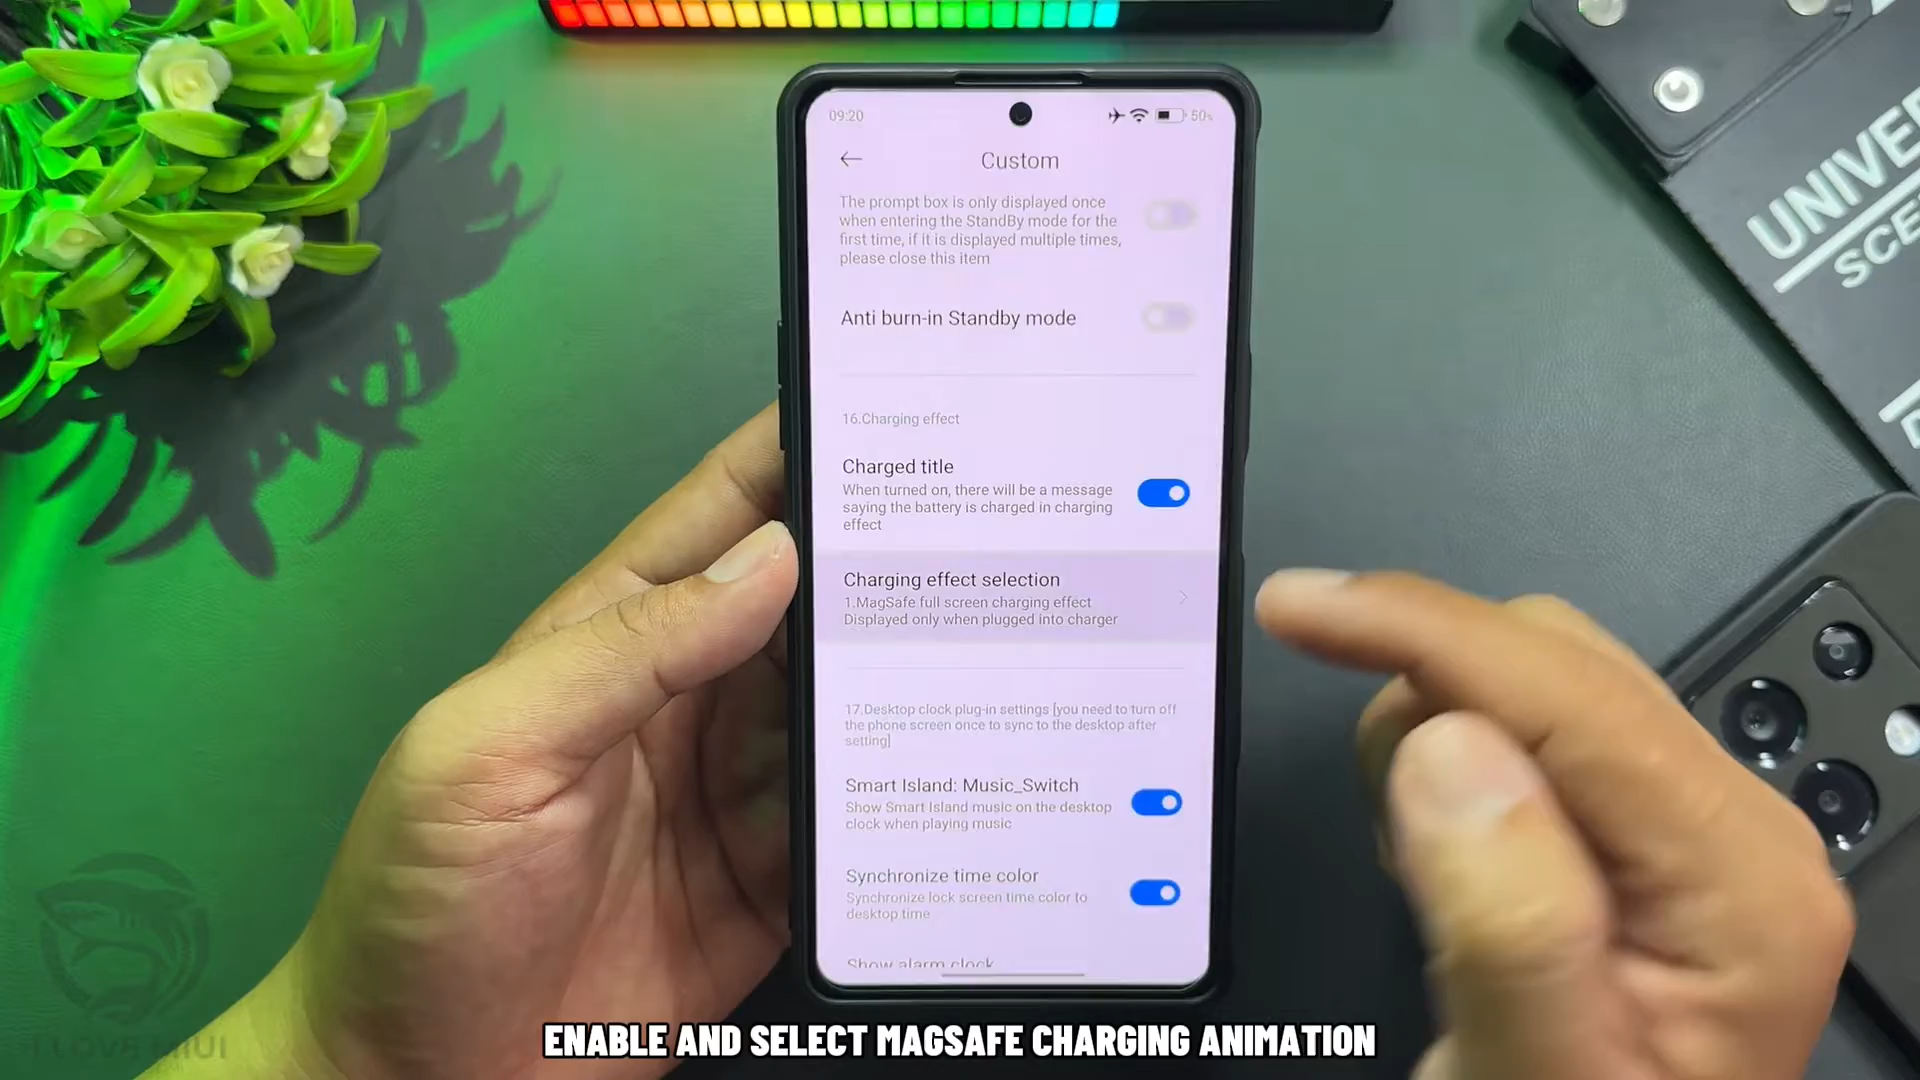 09:20
50%
Custom
The prompt box is only displayed once
when entering the StandBy mode for the
first time, if it is displayed multiple times,
please close this item
Anti burn-in Standby mode
16.Charging effect
Charged title
When turned on, there will be a message
saying the battery is charged in charging
effect
Charging effect selection
1.MagSafe full screen charging effect
Displayed only when plugged into charger
17.Desktop clock plug-in settings [you need to turn off
the phone screen once to sync to the desktop after
setting]
Smart Island: Music_Switch
Show Smart Island music on the desktop
clock when playing music
Synchronize time color
Synchronize lock screen time color to
desktop time
Show alarm clock
I LOVE MIUI
ENABLE AND SELECT MAGSAFE CHARGING ANIMATION